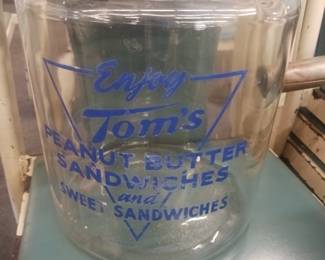 Enjoy
Tom's
PEANUT BUTTER
SANDWICHES
and
SWEET SANDWICHES